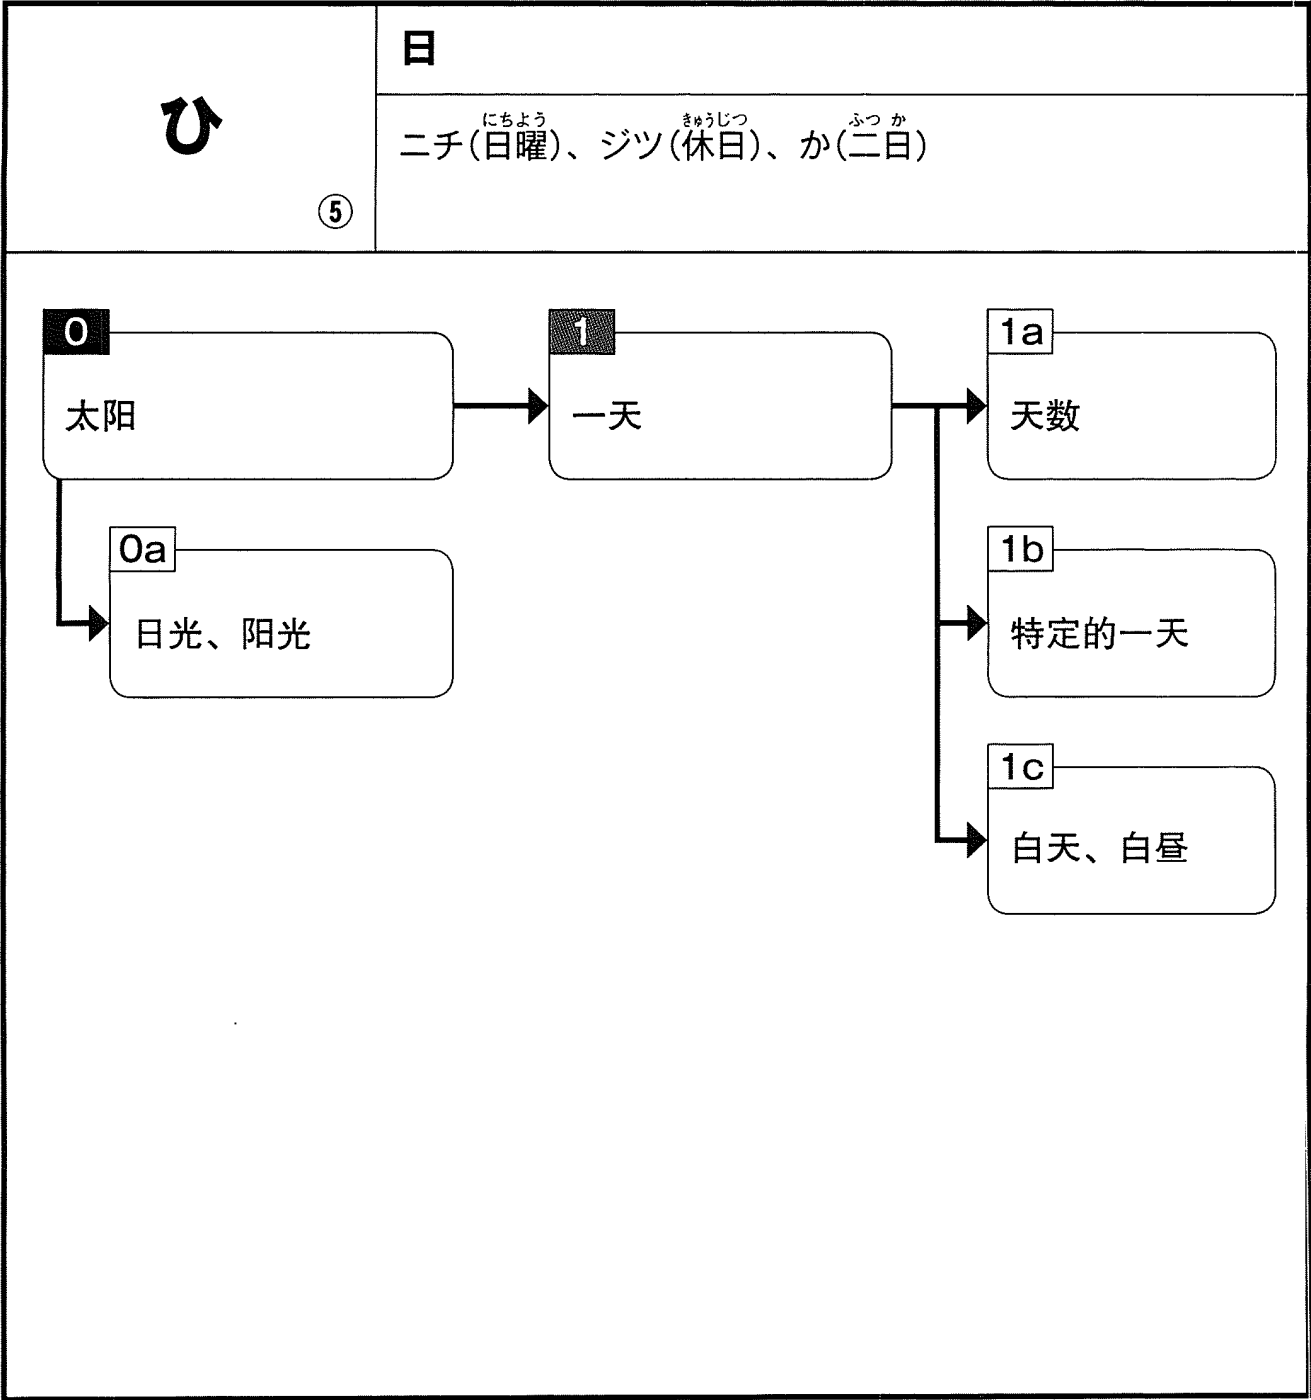 ひ
⑤
日
にちよう きゅうじつ ふつ か
ニチ(日曜)、ジツ(休日)、か(二日)
0
太阳
1
一天
1a
天数
0a
日光、阳光
1b
特定的一天
1c
白天、白昼